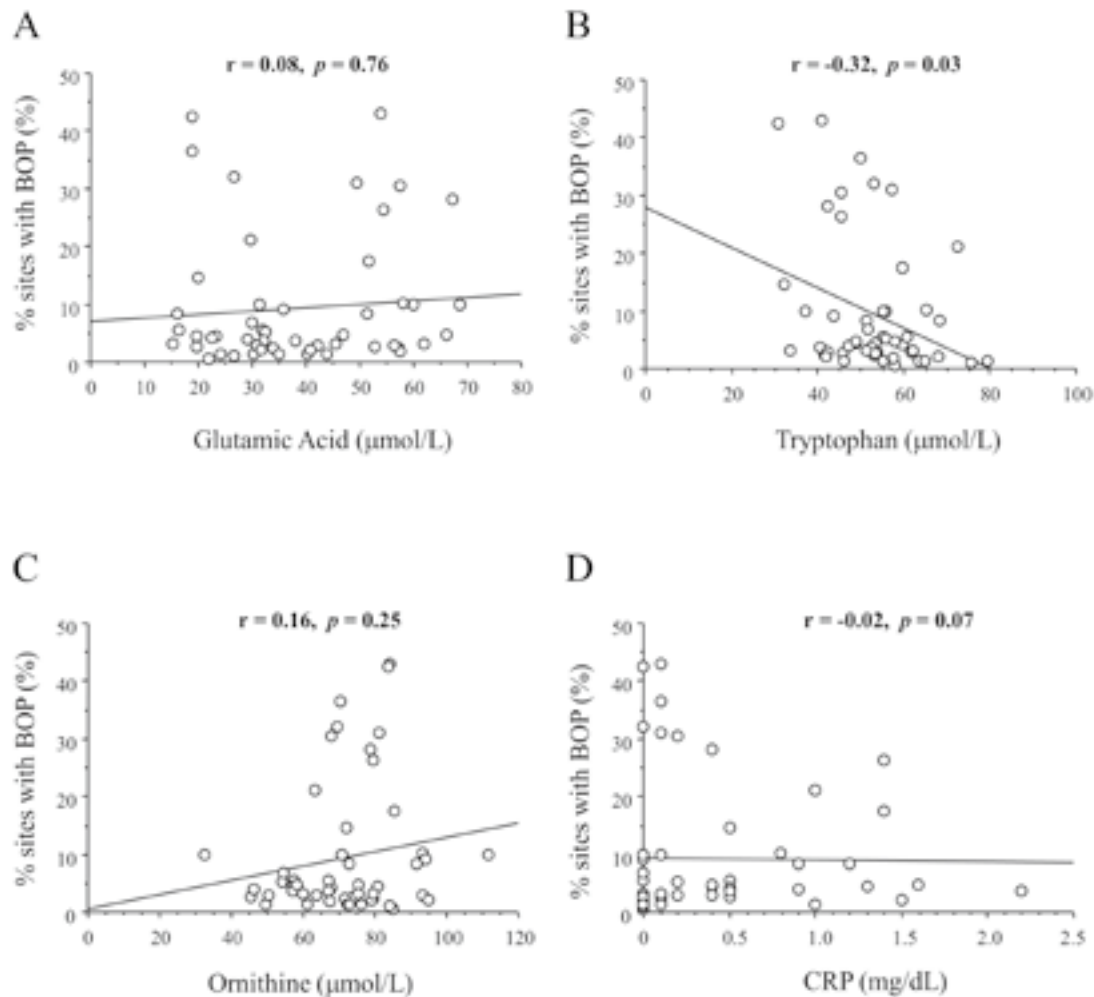 A
r = 0.08, p = 0.76
% sites with BOP (%)
50
40
30
20
10
0
0 10 20 30 40 50 60 70 80
Glutamic Acid (μmol/L)
B
r = -0.32, p = 0.03
% sites with BOP (%)
50
40
30
20
10
0
0 20 40 60 80 100
Tryptophan (μmol/L)
C
r = 0.16, p = 0.25
% sites with BOP (%)
50
40
30
20
10
0
0 20 40 60 80 100 120
Ornithine (μmol/L)
D
r = -0.02, p = 0.07
% sites with BOP (%)
50
40
30
20
10
0
0 0.5 1.0 1.6 2.0 2.5
CRP (mg/dL)